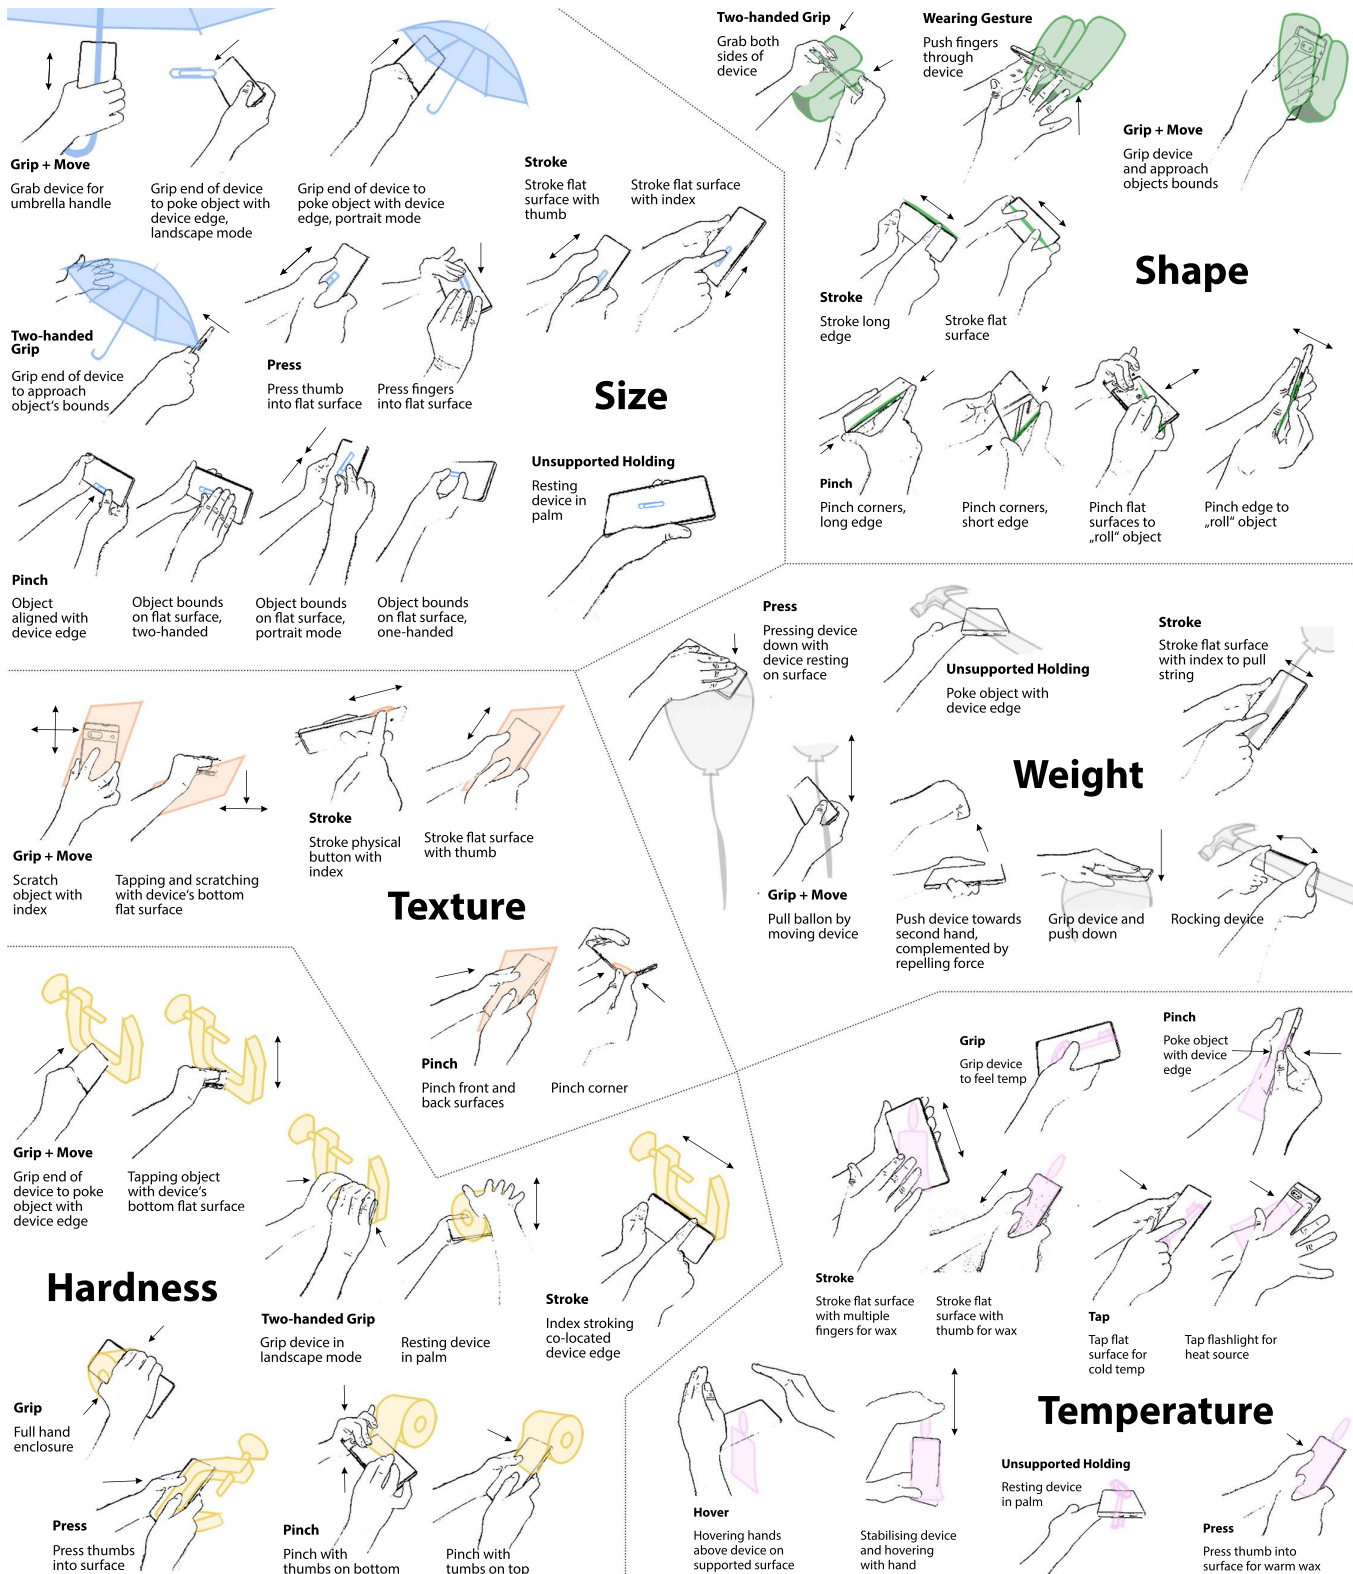 Grip + Move
Grab device for
umbrella handle
Grip end of device
to poke object with
device edge,
landscape mode
Grip end of device to
poke object with device
edge, portrait mode
Stroke
Stroke flat
surface with
thumb
Stroke flat surface
with index
Two-handed
Grip
Grip end of device
to approach
object's bounds
Press
Press thumb
into flat surface
Press fingers
into flat surface
Size
Pinch
Object
aligned with
device edge
Object bounds
on flat surface,
two-handed
Object bounds
on flat surface,
portrait mode
Object bounds
on flat surface,
one-handed
Unsupported Holding
Resting
device in
palm
Two-handed Grip
Grab both
sides of
device
Wearing Gesture
Push fingers
through
device
Grip + Move
Grip device
and approach
objects bounds
Shape
Stroke
Stroke long
edge
Stroke flat
surface
Pinch
Pinch corners,
long edge
Pinch corners,
short edge
Pinch flat
surfaces to
„roll“ object
Pinch edge to
„roll“ object
Press
Pressing device
down with
device resting
on surface
Unsupported Holding
Poke object with
device edge
Stroke
Stroke flat surface
with index to pull
string
Weight
Grip + Move
Pull ballon by
moving device
Push device towards
second hand,
complemented by
repelling force
Grip device and
push down
Rocking device
Grip + Move
Scratch
object with
index
Tapping and scratching
with device's bottom
flat surface
Stroke
Stroke physical
button with
index
Stroke flat surface
with thumb
Texture
Pinch
Pinch front and
back surfaces
Pinch corner
Grip + Move
Grip end of
device to poke
object with
device edge
Tapping object
with device's
bottom flat surface
Hardness
Two-handed Grip
Grip device in
landscape mode
Resting device
in palm
Stroke
Index stroking
co-located
device edge
Grip
Full hand
enclosure
Press
Press thumbs
into surface
Pinch
Pinch with
thumbs on bottom
Pinch with
tumbs on top
Grip
Grip device
to feel temp
Pinch
Poke object
with device
edge
Stroke
Stroke flat surface
with multiple
fingers for wax
Stroke flat
surface with
thumb for wax
Tap
Tap flat
surface for
cold temp
Tap flashlight for
heat source
Temperature
Hover
Hovering hands
above device on
supported surface
Stabilising device
and hovering
with hand
Unsupported Holding
Resting device
in palm
Press
Press thumb into
surface for warm wax